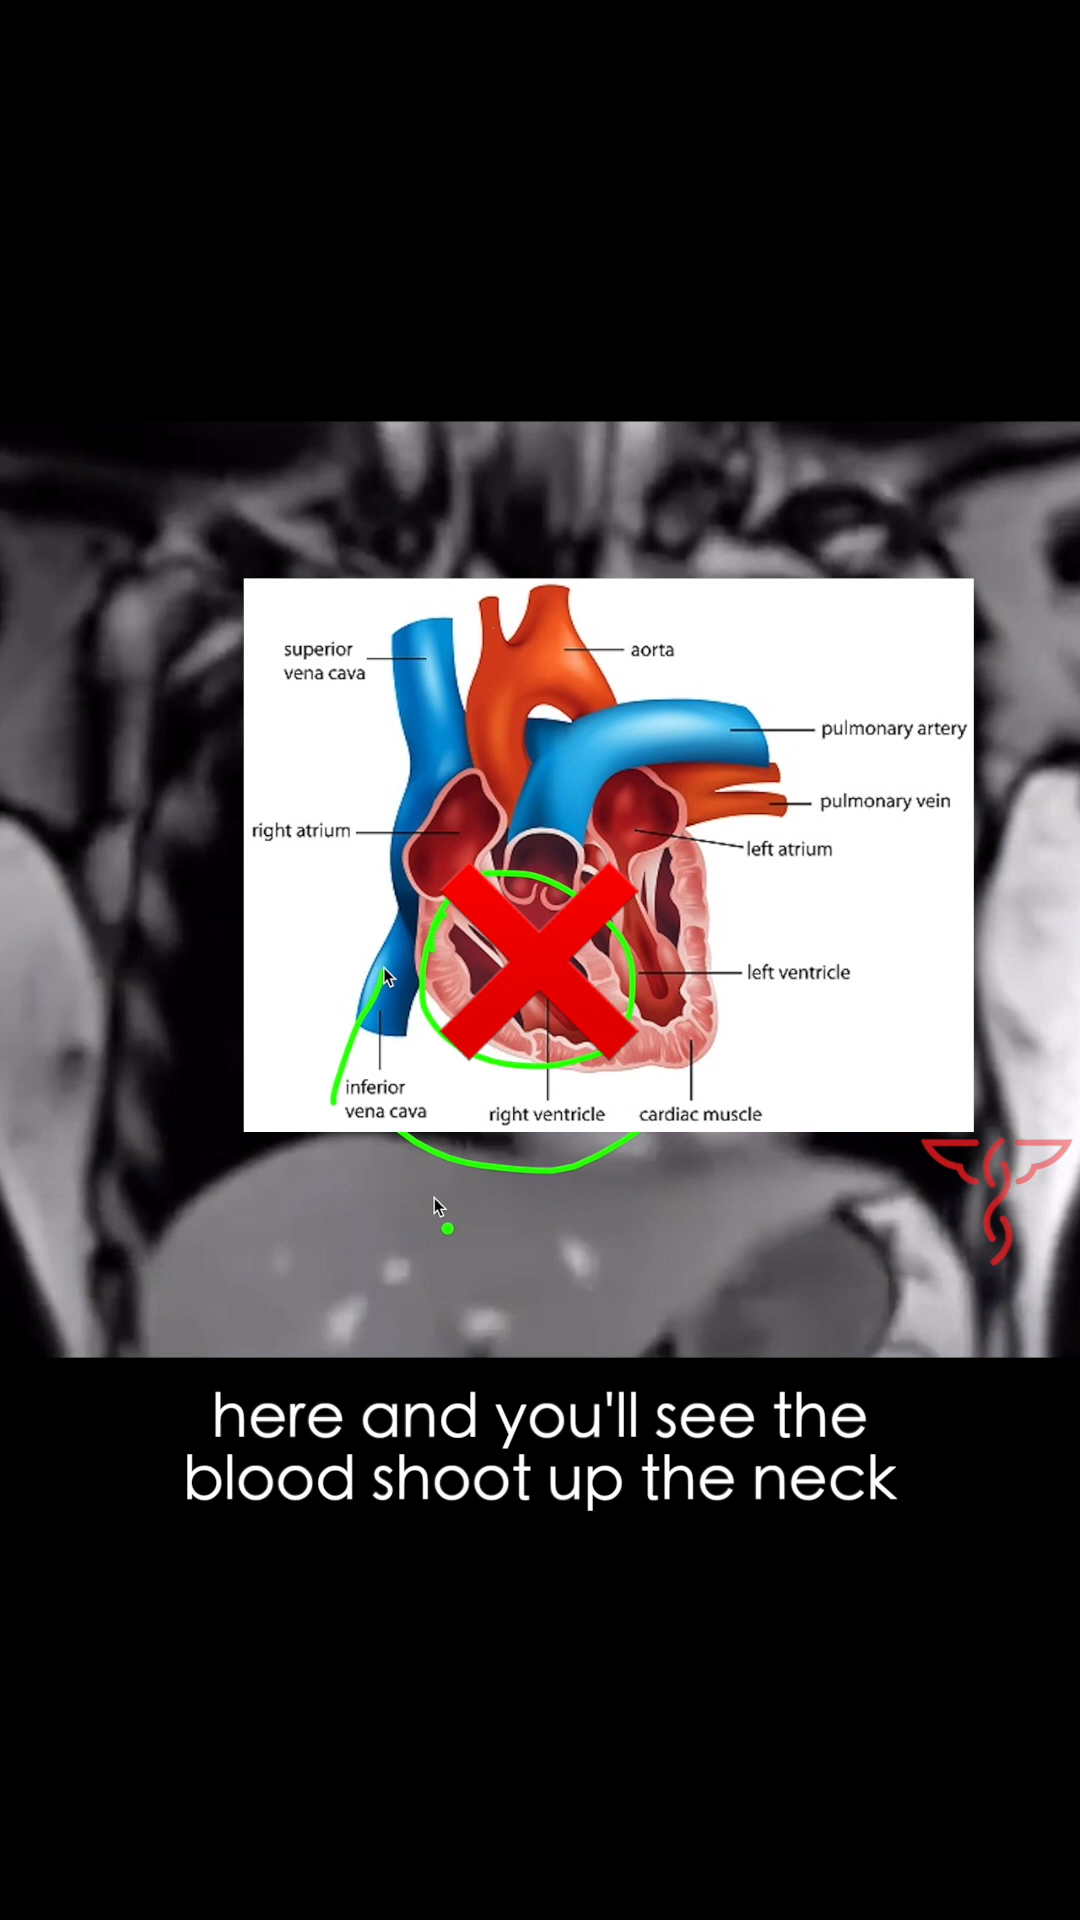 superior
vena cava
aorta
pulmonary artery
pulmonary vein
right atrium
left atrium
left ventricle
inferior
vena cava
right ventricle
cardiac muscle
here and you'll see the
blood shoot up the neck